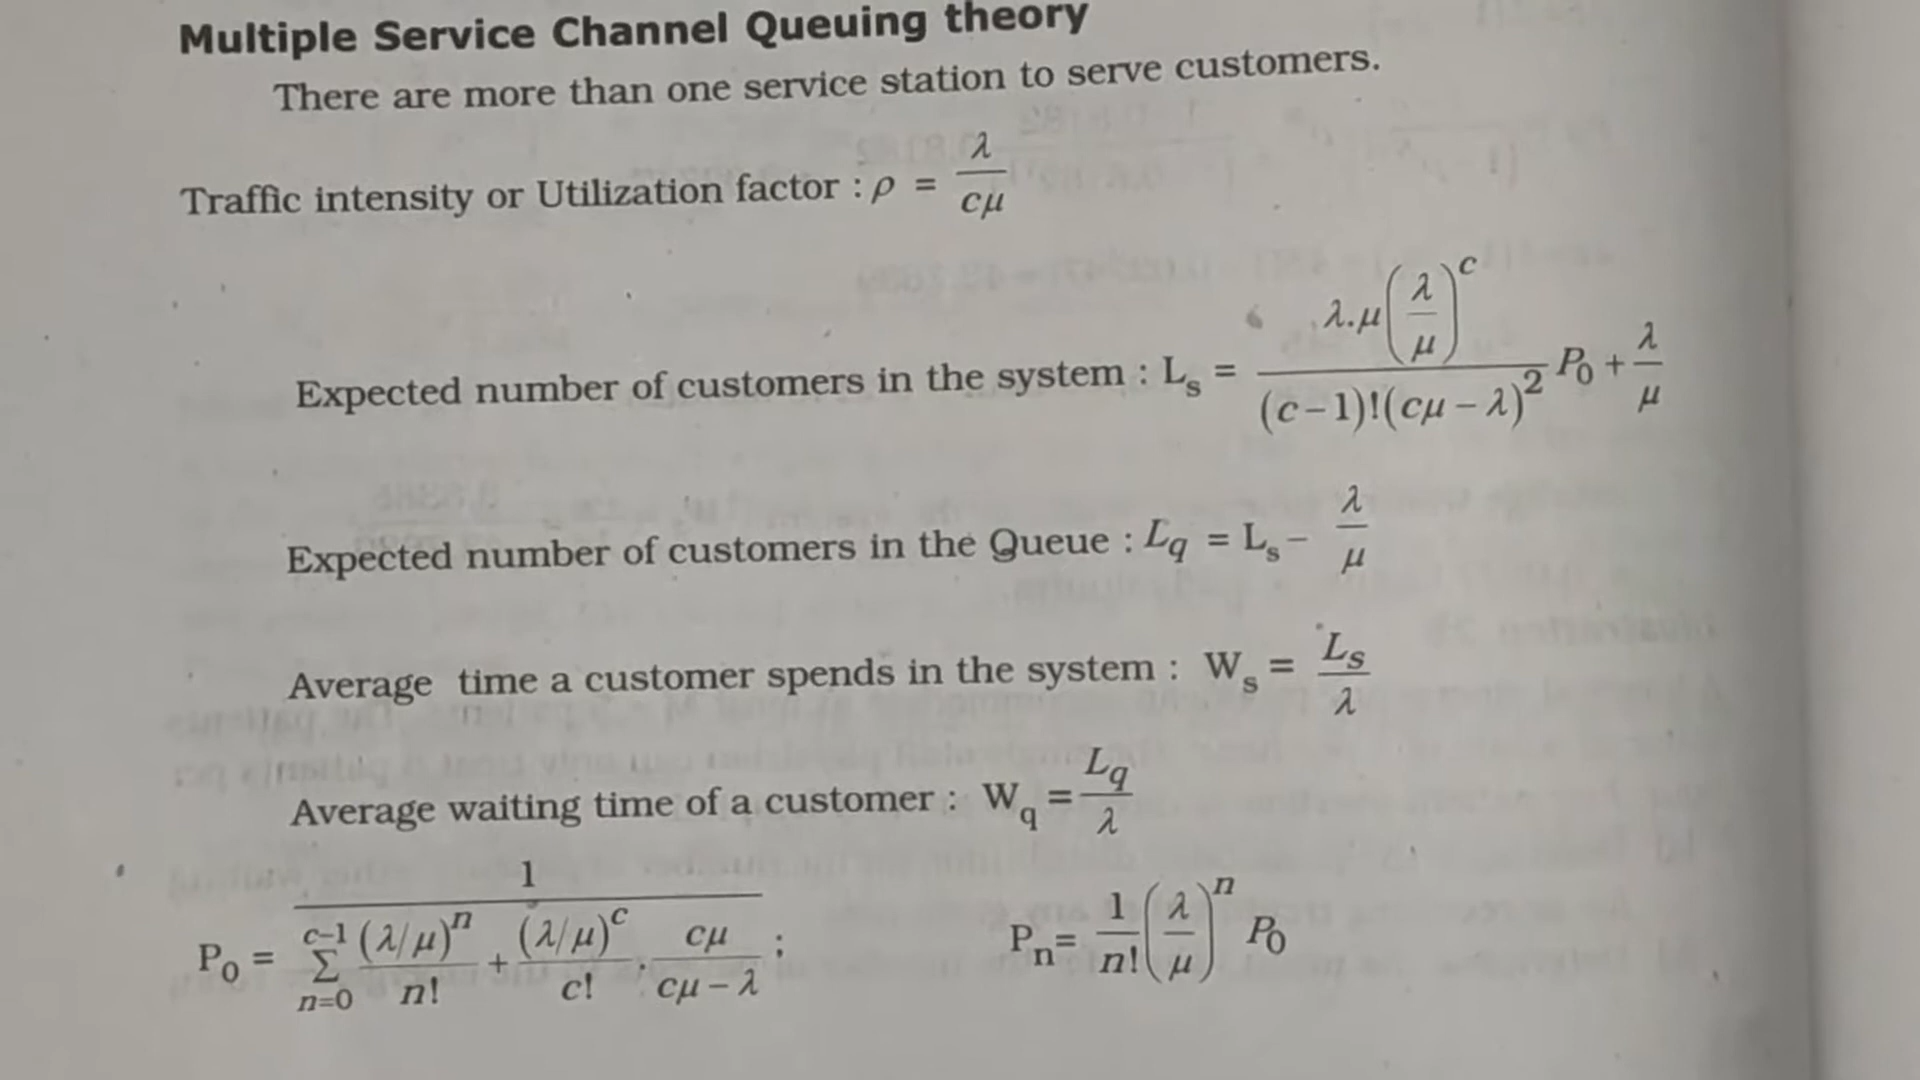 Multiple Service Channel Queuing theory
There are more than one service station to serve customers.
Traffic intensity or Utilization factor : ρ = λ/cμ
Expected number of customers in the system : Lₛ = λ.μ(λ/μ)^c / (c−1)!(cμ−λ)² P₀ + λ/μ
Expected number of customers in the Queue : Lq = Lₛ − λ/μ
Average time a customer spends in the system : Wₛ = Lₛ/λ
Average waiting time of a customer : Wq = Lq/λ
P₀ = 1 / Σ_{n=0}^{c−1} (λ/μ)^n/n! + (λ/μ)^c/c! . cμ/(cμ−λ) ; Pₙ = 1/n! (λ/μ)^n P₀